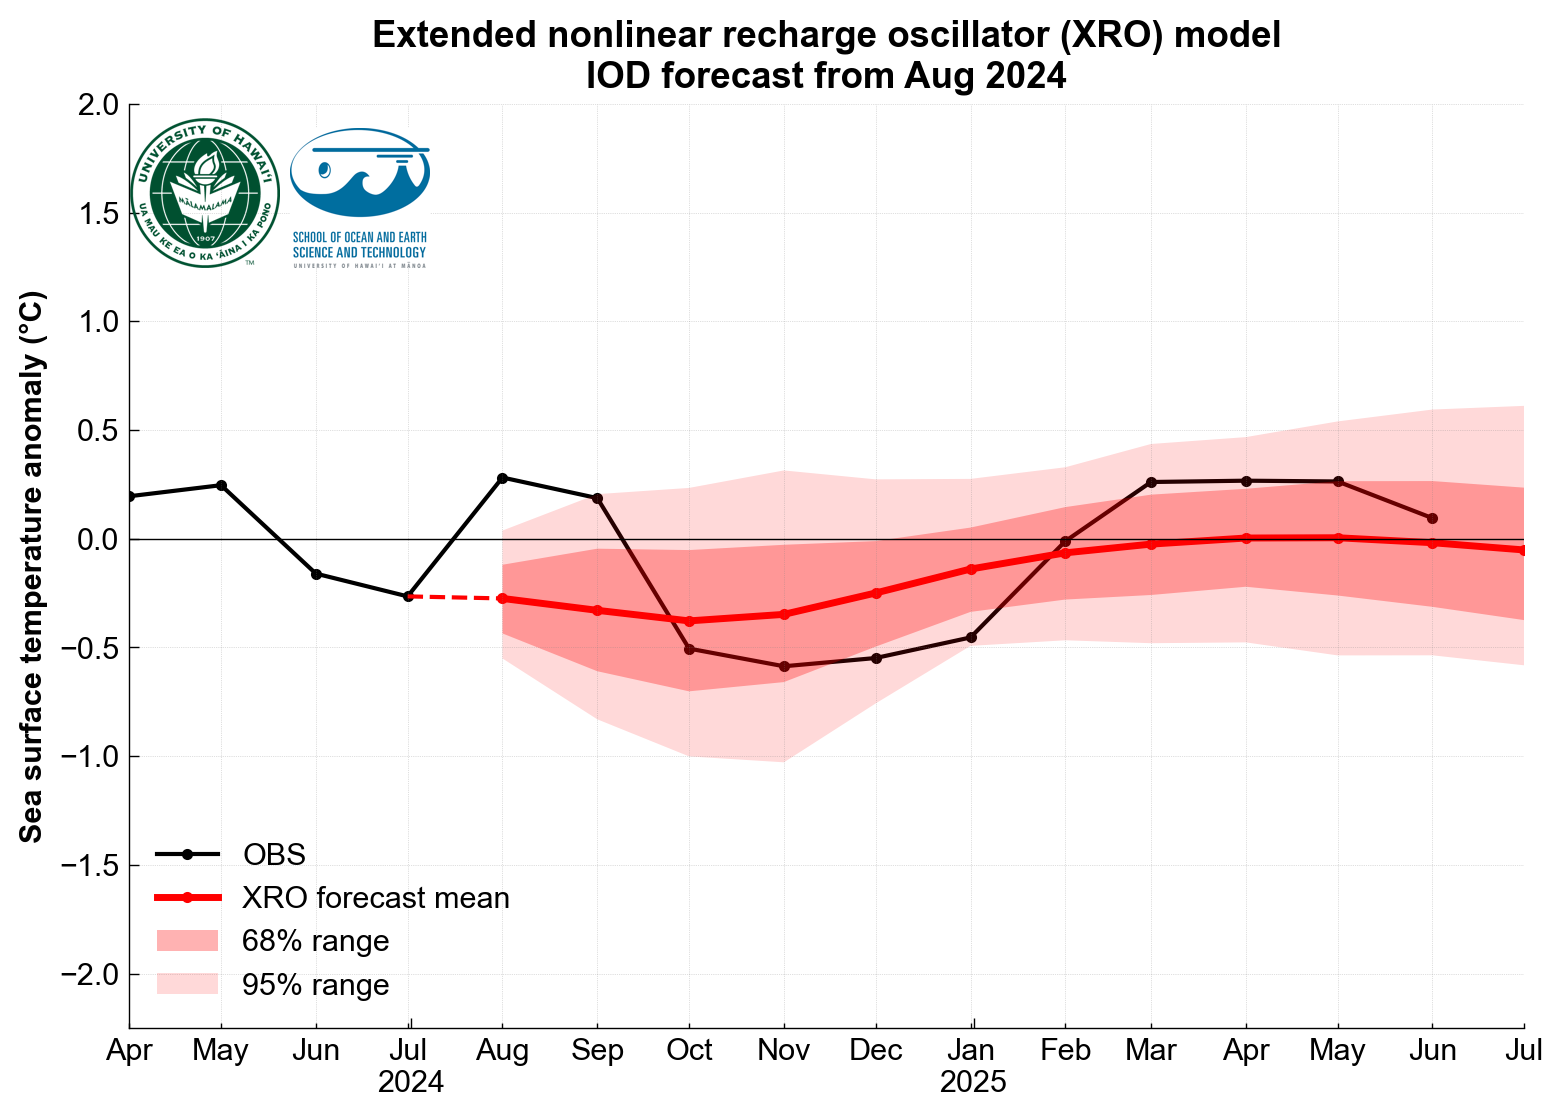 Extended nonlinear recharge oscillator (XRO) model
IOD forecast from Aug 2024
UNIVERSITY OF HAWAIʻI
MĀLAMALAMA
1907
UA MAU KE EA O KA ʻĀINA I KA PONO
TM
SCHOOL OF OCEAN AND EARTH
SCIENCE AND TECHNOLOGY
UNIVERSITY OF HAWAIʻI AT MĀNOA
Sea surface temperature anomaly (°C)
2.0
1.5
1.0
0.5
0.0
−0.5
−1.0
−1.5
−2.0
OBS
XRO forecast mean
68% range
95% range
Apr May Jun Jul Aug Sep Oct Nov Dec Jan Feb Mar Apr May Jun Jul
2024 2025